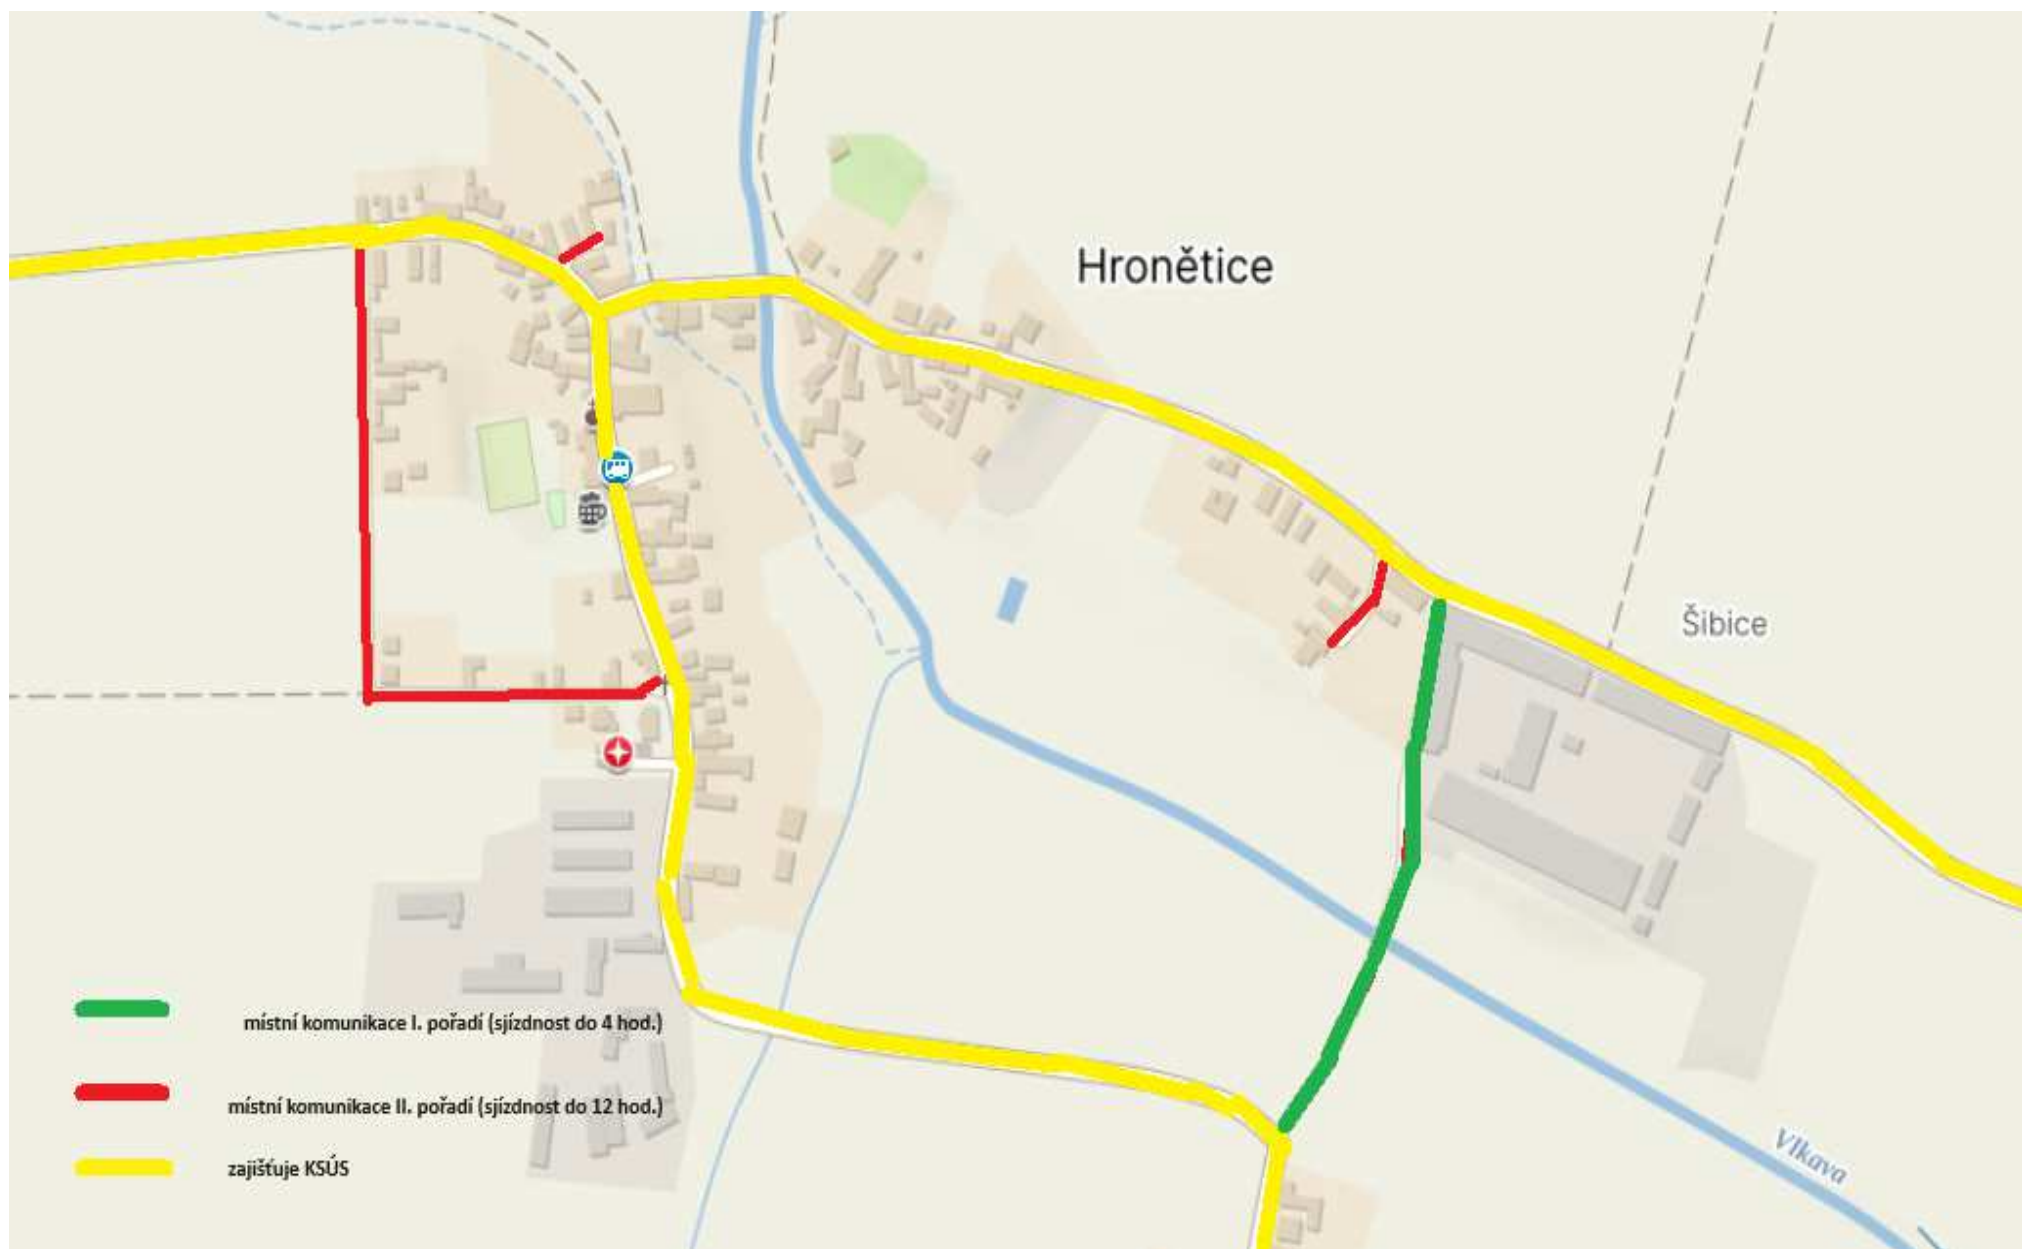 Hronětice
Šibice
místní komunikace I. pořadí (sjízdnost do 4 hod.)
místní komunikace II. pořadí (sjízdnost do 12 hod.)
zajišťuje KSÚS
Vlkava